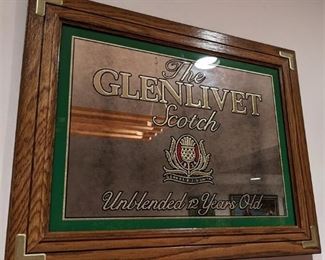 The
GLENLIVET
Scotch
Unblended 12 Years Old